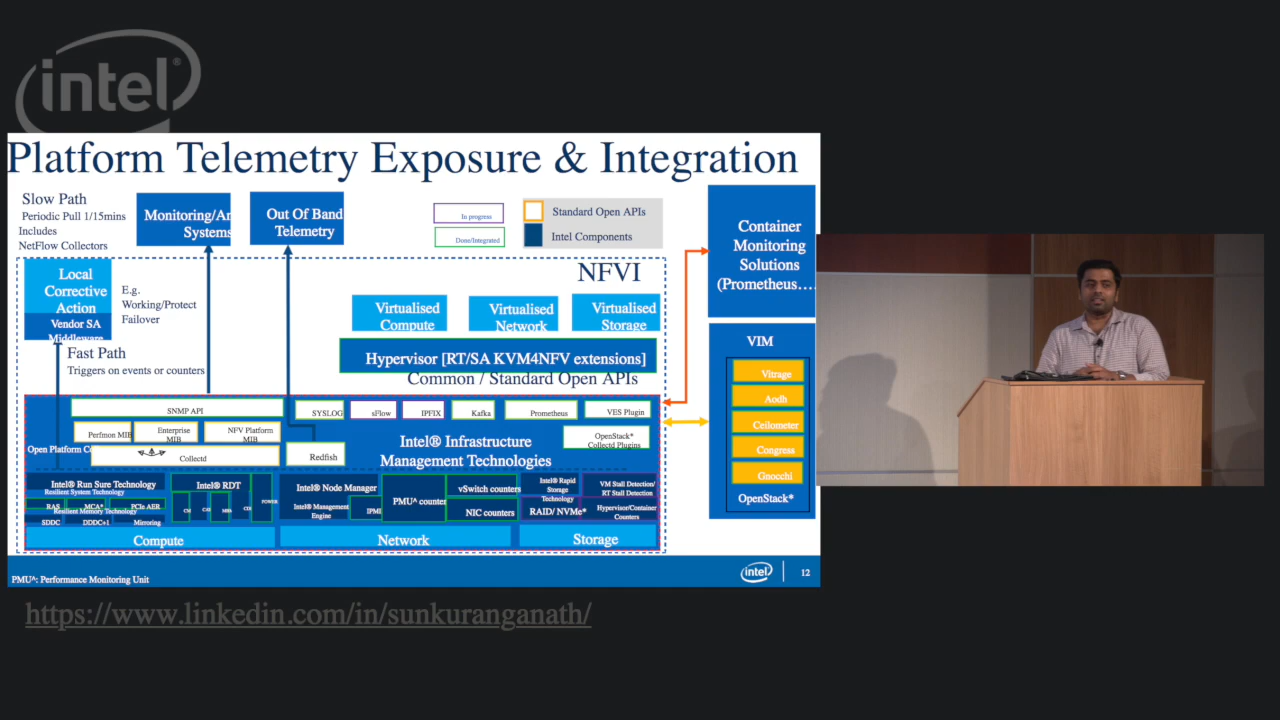 intel®
Platform Telemetry Exposure & Integration
Slow Path
Periodic Pull 1/15mins
Includes
NetFlow Collectors
Monitoring/An
Systems
Out Of Band
Telemetry
In progress
Done/Integrated
Standard Open APIs
Intel Components
Container
Monitoring
Solutions
(Prometheus….
NFVI
Local
Corrective
Action
Vendor SA
Middleware
E.g.
Working/Protect
Failover
Virtualised
Compute
Virtualised
Network
Virtualised
Storage
Fast Path
Triggers on events or counters
Hypervisor [RT/SA KVM4NFV extensions]
Common / Standard Open APIs
VIM
Vitrage
Aodh
Ceilometer
Congress
Gnocchi
OpenStack*
SNMP API
SYSLOG
sFlow
IPFIX
Kafka
Prometheus
VES Plugin
Perfmon MIB
Enterprise
MIB
NFV Platform
MIB
Open Platform Co
Collectd
Redfish
Intel® Infrastructure
Management Technologies
OpenStack*
Collectd Plugins
Intel® Run Sure Technology
Resilient System Technology
RAS
MCA*
PCIe AER
Resilient Memory Technology
SDDC
DDDC+1
Mirroring
Intel® RDT
CAT
POWER
Intel® Node Manager
Intel® Management
Engine
IPMI
PMU^ counter
vSwitch counters
NIC counters
Intel® Rapid
Storage
Technology
RAID/ NVMe*
VM Stall Detection/
RT Stall Detection
Hypervisor/Container
Counters
Compute
Network
Storage
PMU^: Performance Monitoring Unit
intel
12
https://www.linkedin.com/in/sunkuranganath/